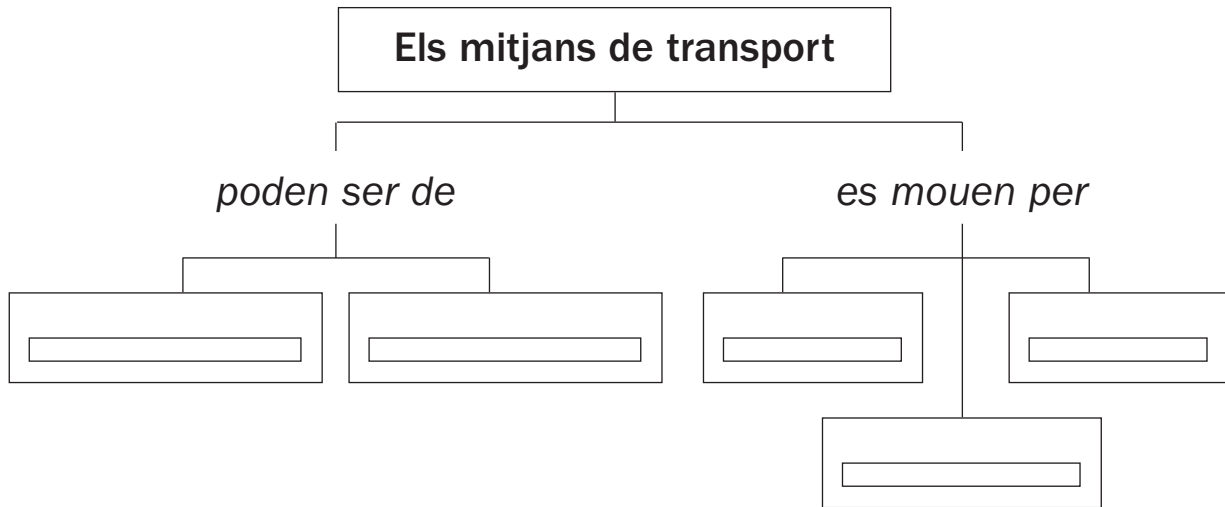 Els mitjans de transport
poden ser de
es mouen per